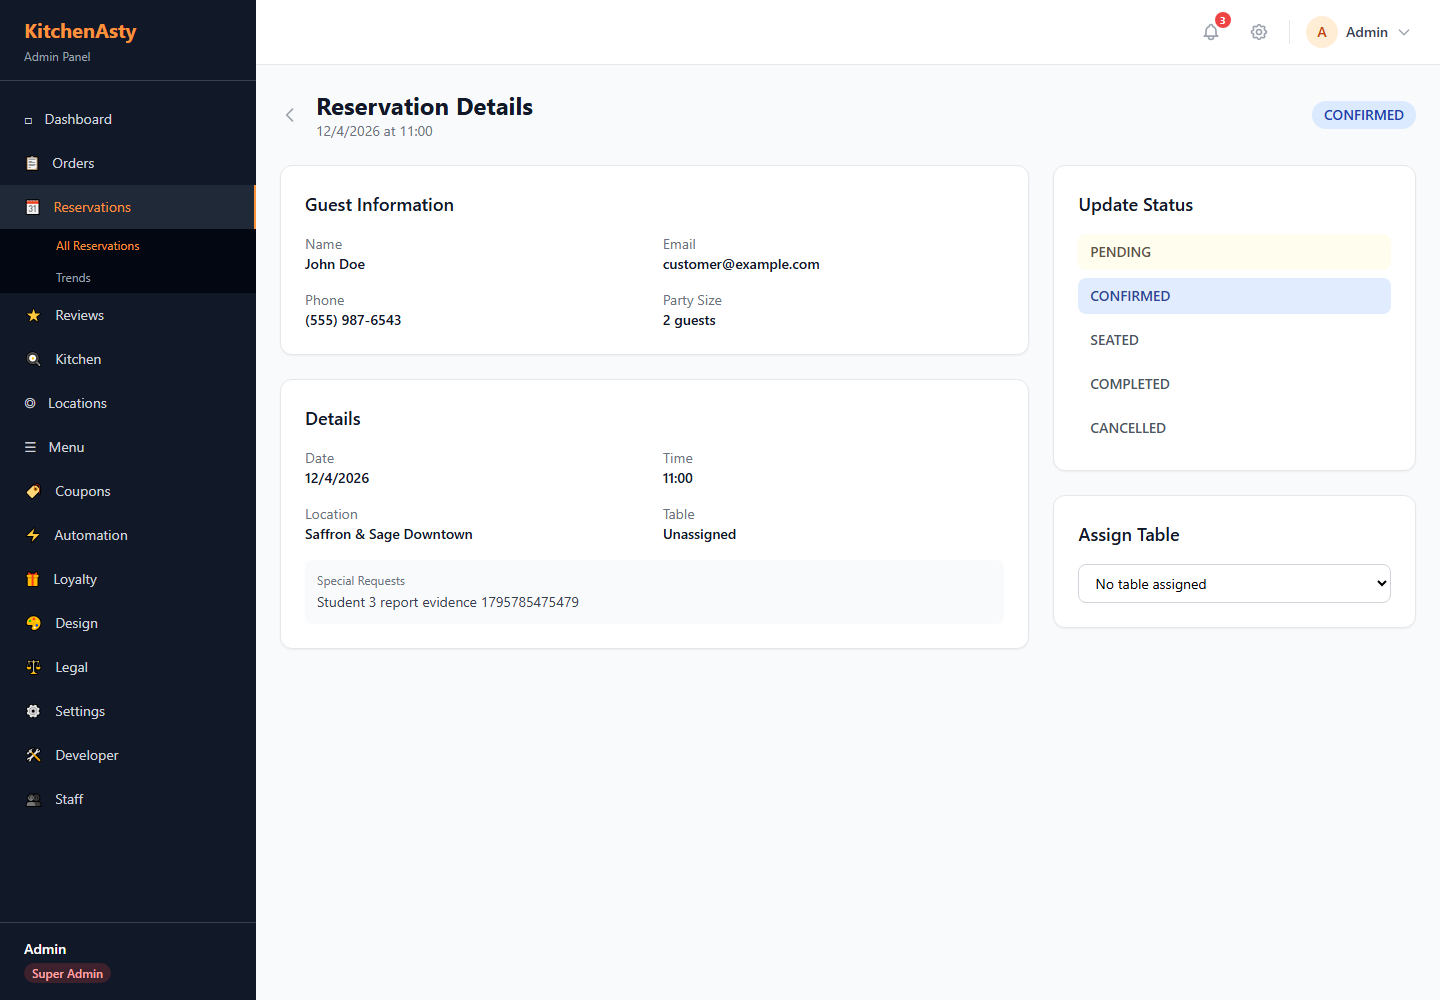 KitchenAsty
Admin Panel
Dashboard
Orders
Reservations
All Reservations
Trends
Reviews
Kitchen
Locations
Menu
Coupons
Automation
Loyalty
Design
Legal
Settings
Developer
Staff
Admin
Super Admin
3
A
Admin
Reservation Details
12/4/2026 at 11:00
CONFIRMED
Guest Information
Name
John Doe
Email
customer@example.com
Phone
(555) 987-6543
Party Size
2 guests
Details
Date
12/4/2026
Time
11:00
Location
Saffron & Sage Downtown
Table
Unassigned
Special Requests
Student 3 report evidence 1795785475479
Update Status
PENDING
CONFIRMED
SEATED
COMPLETED
CANCELLED
Assign Table
No table assigned